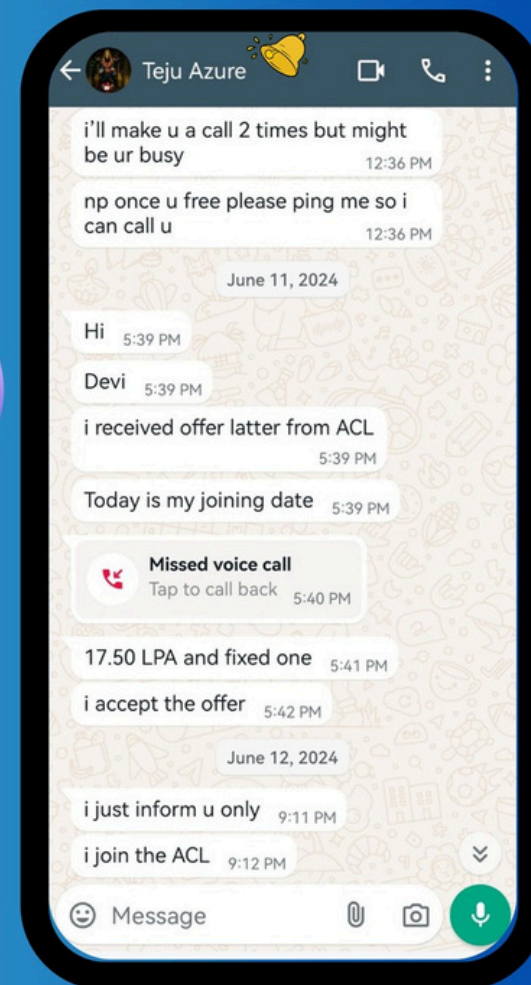 Teju Azure
i'll make u a call 2 times but might
be ur busy
12:36 PM
np once u free please ping me so i
can call u
12:36 PM
June 11, 2024
Hi 5:39 PM
Devi 5:39 PM
i received offer latter from ACL
5:39 PM
Today is my joining date 5:39 PM
Missed voice call
Tap to call back 5:40 PM
17.50 LPA and fixed one 5:41 PM
i accept the offer 5:42 PM
June 12, 2024
i just inform u only 9:11 PM
i join the ACL 9:12 PM
Message